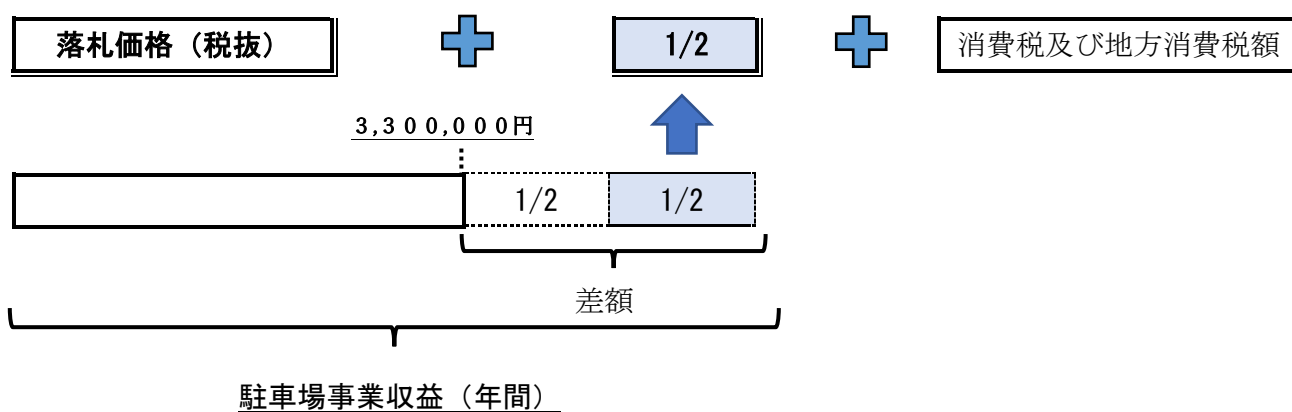 落札価格（税抜） 1/2 消費税及び地方消費税額
３,３００,０００円
1/2 1/2
差額
駐車場事業収益（年間）